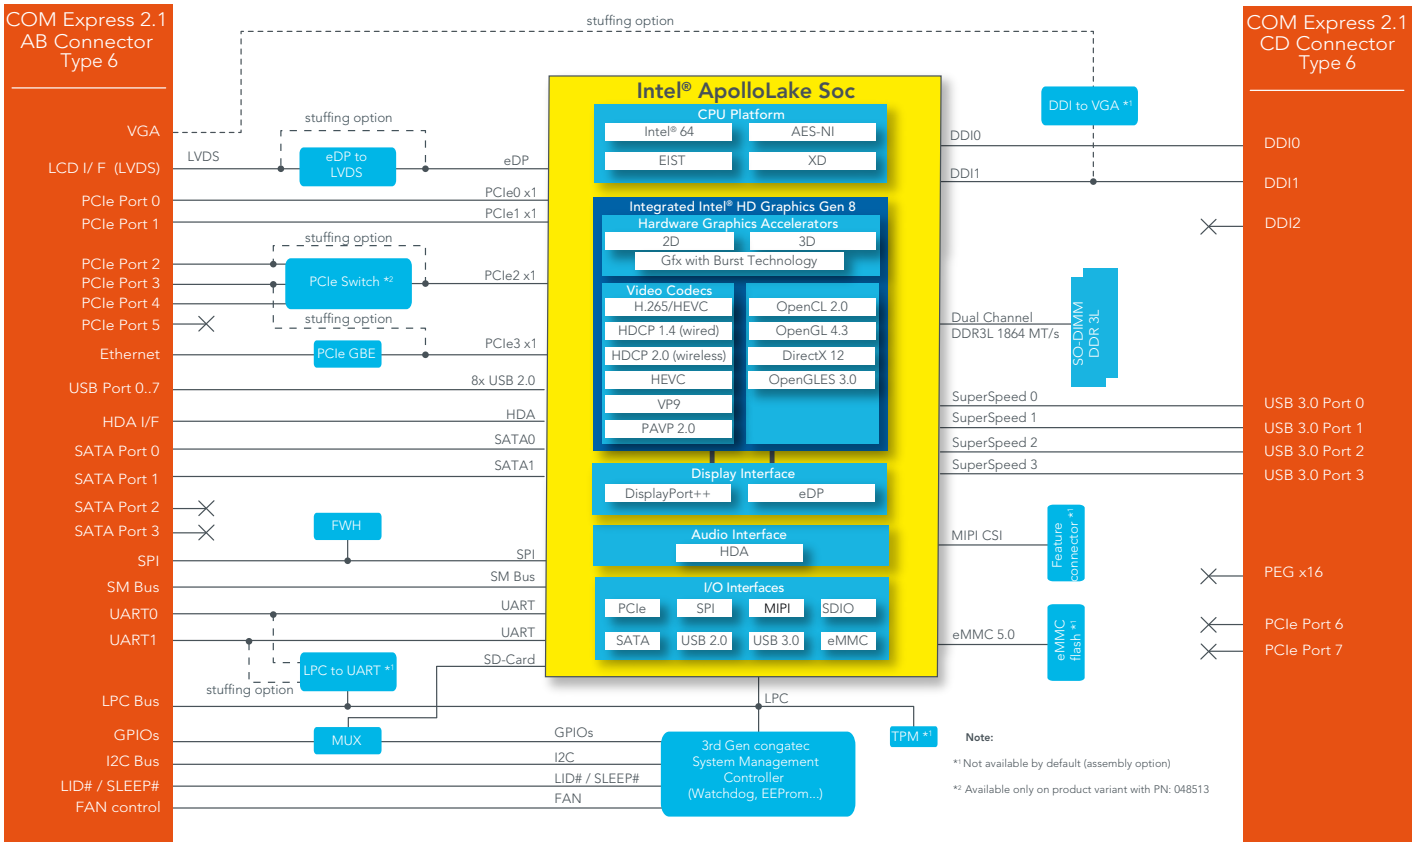 COM Express 2.1
AB Connector
Type 6
VGA
LCD I/ F (LVDS)
PCIe Port 0
PCIe Port 1
PCIe Port 2
PCIe Port 3
PCIe Port 4
PCIe Port 5
Ethernet
USB Port 0..7
HDA I/F
SATA Port 0
SATA Port 1
SATA Port 2
SATA Port 3
SPI
SM Bus
UART0
UART1
LPC Bus
GPIOs
I2C Bus
LID# / SLEEP#
FAN control
stuffing option
stuffing option
LVDS
eDP to
LVDS
eDP
PCIe0 x1
PCIe1 x1
stuffing option
PCIe Switch *²
PCIe2 x1
stuffing option
PCIe GBE
PCIe3 x1
8x USB 2.0
HDA
SATA0
SATA1
FWH
SPI
SM Bus
UART
UART
SD-Card
LPC to UART *¹
stuffing option
MUX
GPIOs
I2C
LID# / SLEEP#
FAN
Intel® ApolloLake Soc
CPU Platform
Intel® 64
AES-NI
EIST
XD
Integrated Intel® HD Graphics Gen 8
Hardware Graphics Accelerators
2D
3D
Gfx with Burst Technology
Video Codecs
H.265/HEVC
HDCP 1.4 (wired)
HDCP 2.0 (wireless)
HEVC
VP9
PAVP 2.0
OpenCL 2.0
OpenGL 4.3
DirectX 12
OpenGLES 3.0
Display Interface
DisplayPort++
eDP
Audio Interface
HDA
I/O Interfaces
PCIe
SPI
MIPI
SDIO
SATA
USB 2.0
USB 3.0
eMMC
LPC
3rd Gen congatec
System Management
Controller
(Watchdog, EEProm...)
TPM *¹
DDI to VGA *¹
DDI0
DDI1
Dual Channel
DDR3L 1864 MT/s
SO-DIMM
DDR 3L
SuperSpeed 0
SuperSpeed 1
SuperSpeed 2
SuperSpeed 3
MIPI CSI
Feature
connector *¹
eMMC 5.0
eMMC
flash *¹
Note:
*¹ Not available by default (assembly option)
*² Available only on product variant with PN: 048513
COM Express 2.1
CD Connector
Type 6
DDI0
DDI1
DDI2
USB 3.0 Port 0
USB 3.0 Port 1
USB 3.0 Port 2
USB 3.0 Port 3
PEG x16
PCIe Port 6
PCIe Port 7